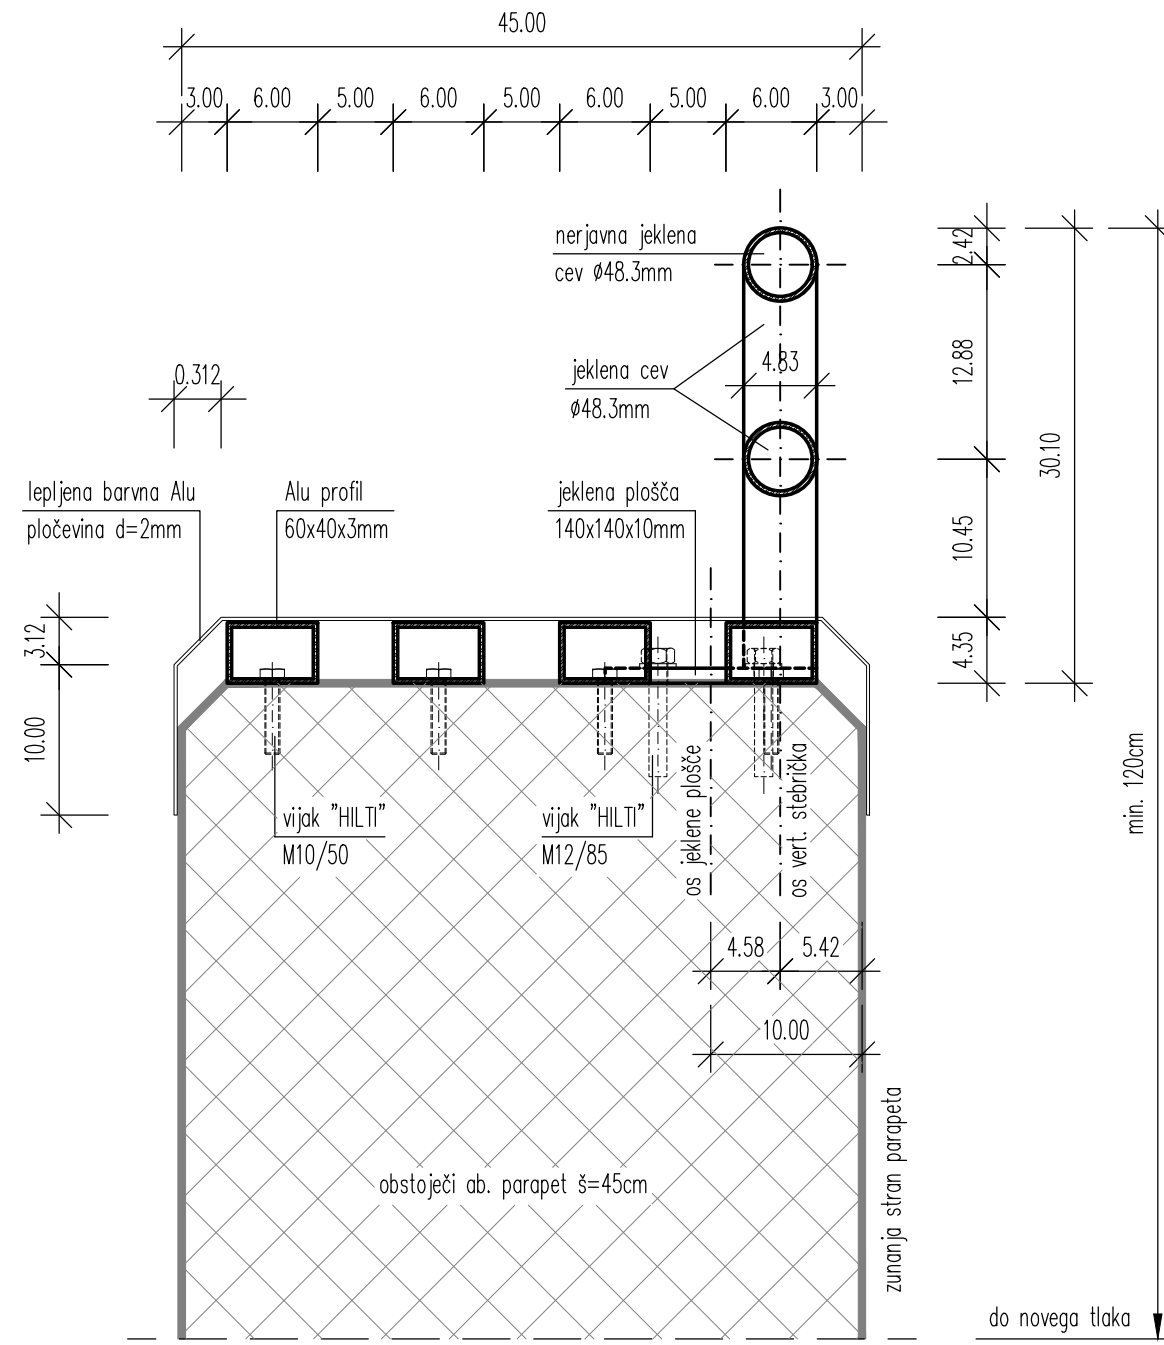 45.00
3.00 6.00 5.00 6.00 5.00 6.00 5.00 6.00 3.00
nerjavna jeklena
cev ø48.3mm
2.42
12.88
30.10
10.45
4.35
min. 120cm
jeklena cev
ø48.3mm
4.83
0.312
lepljena barvna Alu
pločevina d=2mm
Alu profil
60x40x3mm
jeklena plošča
140x140x10mm
3.12
10.00
vijak "HILTI"
M10/50
vijak "HILTI"
M12/85
os jeklene plošče
os vert. stebrička
4.58 5.42
10.00
obstoječi ab. parapet š=45cm
zunanja stran parapeta
do novega tlaka